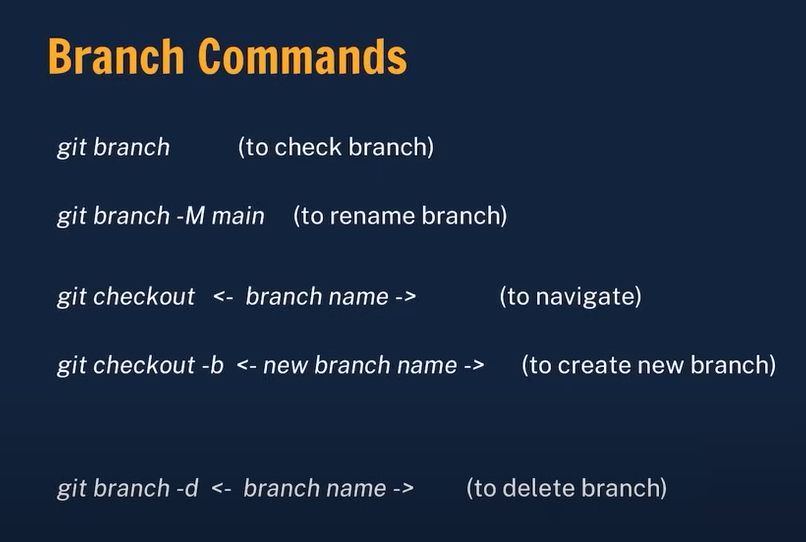 Branch Commands
git branch (to check branch)
git branch -M main (to rename branch)
git checkout <- branch name -> (to navigate)
git checkout -b <- new branch name -> (to create new branch)
git branch -d <- branch name -> (to delete branch)